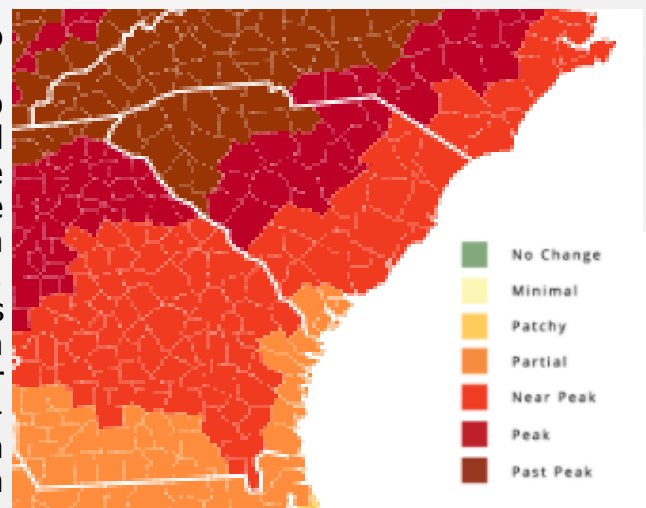 No Change
Minimal
Patchy
Partial
Near Peak
Peak
Past Peak